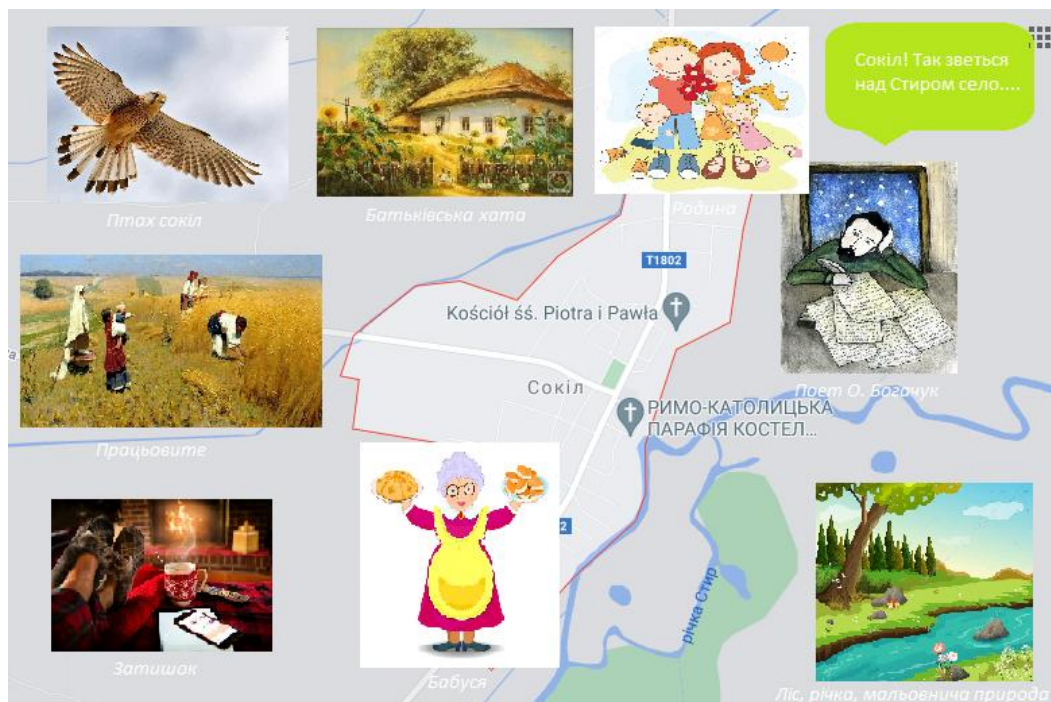 Сокіл! Так зветься
над Стиром село....
Птах сокіл
Батьківська хата
Родина
T1802
Kościół śś. Piotra i Pawła
Поет О. Богачук
Сокіл
РИМО-КАТОЛИЦЬКА
ПАРАФІЯ КОСТЕЛ...
Працьовите
2
річка Стир
Затишок
Бабуся
Ліс, річка, мальовнича природа